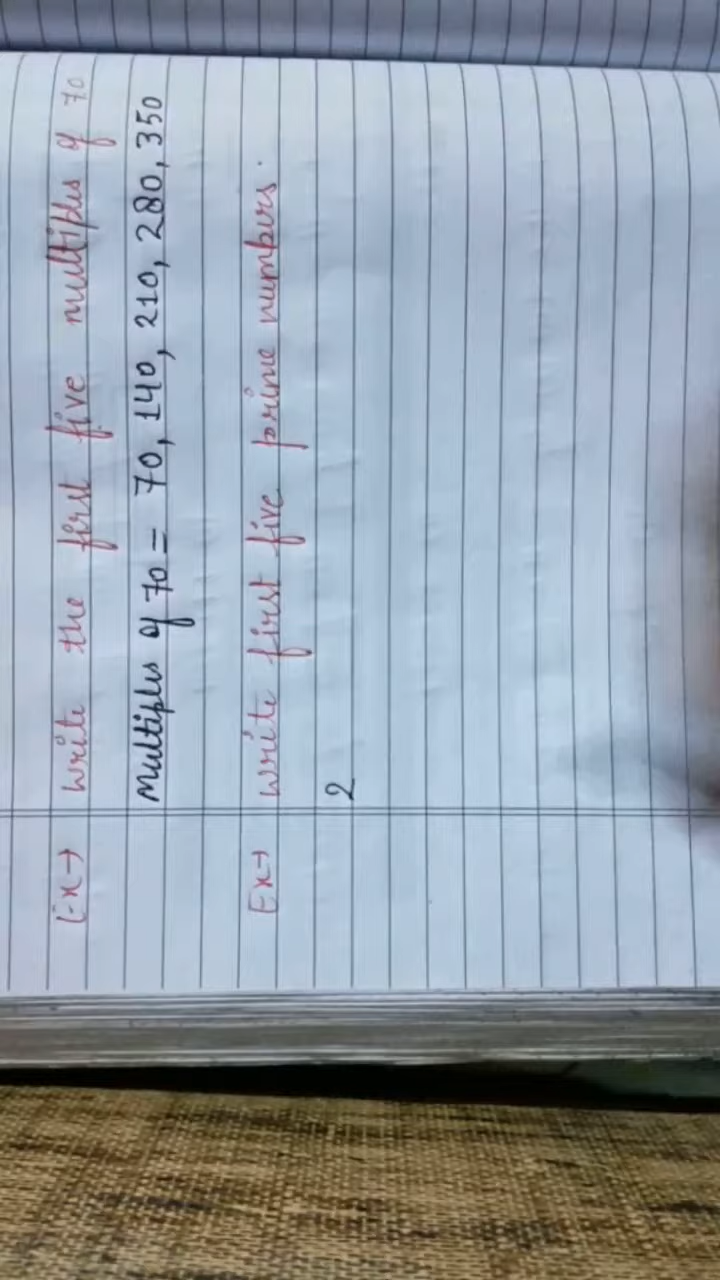 Ex→ Write the first five multiples of 70
Multiples of 70 = 70, 140, 210, 280, 350
Ex→ Write first five prime numbers.
2